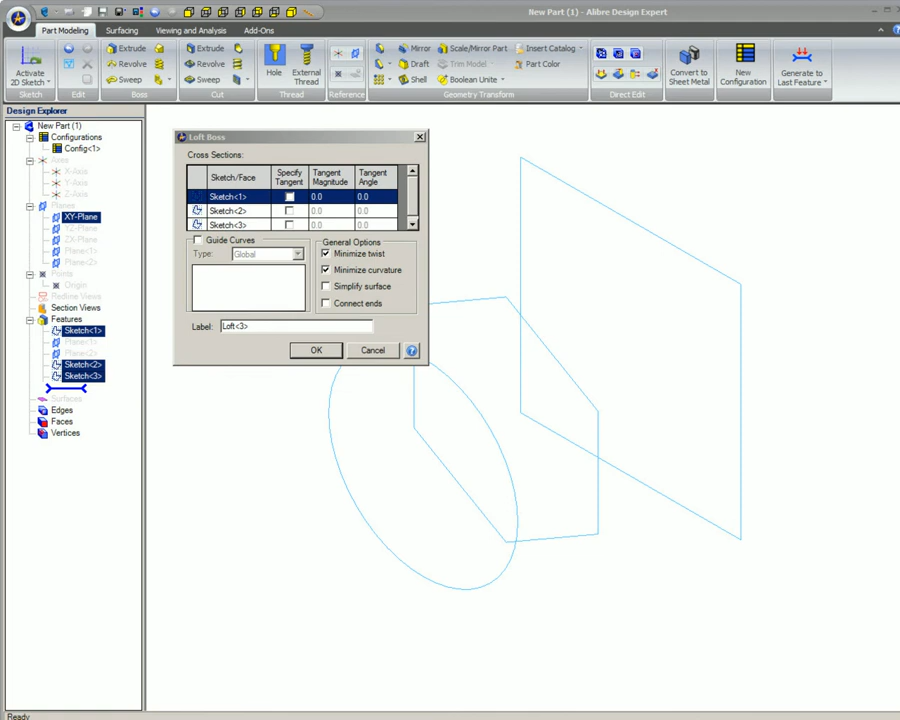 New Part (1) - Alibre Design Expert
Part Modeling Surfacing Viewing and Analysis Add-Ons
Activate
2D Sketch
Sketch
Edit
Extrude
Revolve
Sweep
Boss
Extrude
Revolve
Sweep
Cut
Hole
External
Thread
Thread
Reference
Mirror
Draft
Shell
Scale/Mirror Part
Trim Model
Boolean Unite
Insert Catalog
Part Color
Geometry Transform
Direct Edit
Convert to
Sheet Metal
New
Configuration
Generate to
Last Feature
Design Explorer
New Part (1)
Configurations
Config<1>
Axes
X-Axis
Y-Axis
Z-Axis
Planes
XY-Plane
YZ-Plane
ZX-Plane
Plane<1>
Plane<2>
Points
Origin
Redline Views
Section Views
Features
Sketch<1>
Plane<1>
Plane<2>
Sketch<2>
Sketch<3>
Surfaces
Edges
Faces
Vertices
Loft Boss
Cross Sections:
Sketch/Face Specify Tangent Tangent Magnitude Tangent Angle
Sketch<1> 0.0 0.0
Sketch<2> 0.0 0.0
Sketch<3> 0.0 0.0
Guide Curves
Type: Global
General Options
Minimize twist
Minimize curvature
Simplify surface
Connect ends
Label: Loft<3>
OK Cancel
Ready